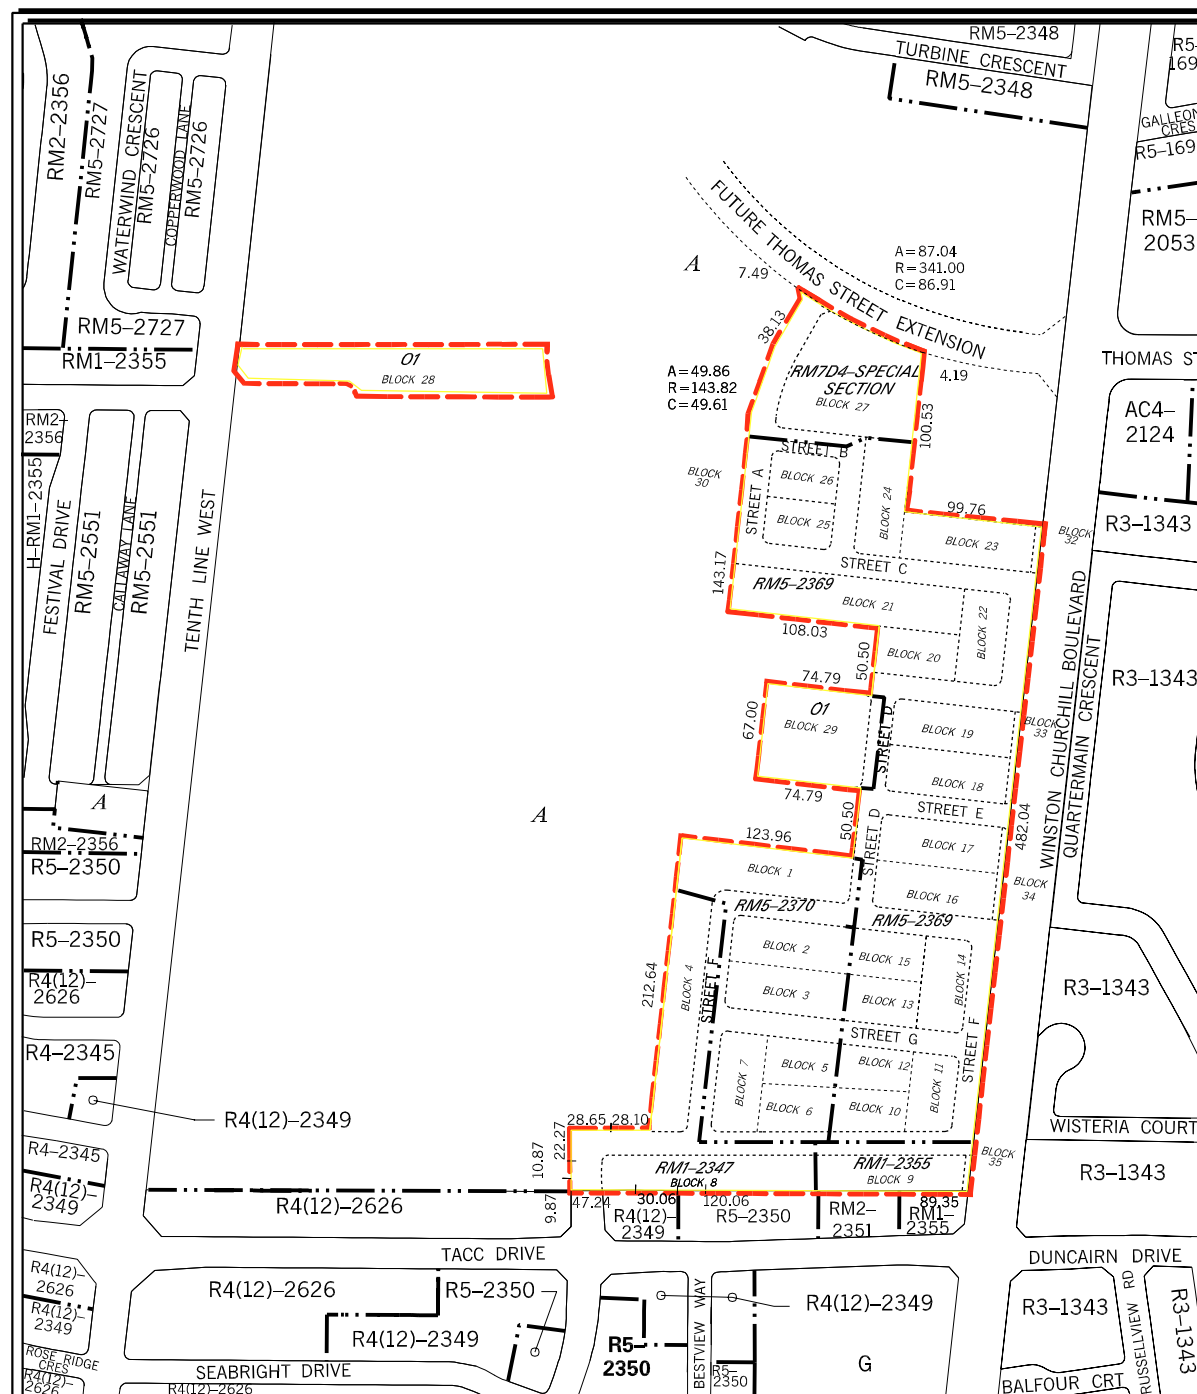 RM5–2348
TURBINE CRESCENT
RM5–2348
R5–
169
GALLEON
CRES
R5–169
RM5–
2053
RM2–2356
RM5–2727
WATERWIND CRESCENT
RM5–2726
COPPERWOOD LANE
RM5–2726
RM5–2727
RM1–2355
FUTURE THOMAS STREET EXTENSION
A
7.49
A=87.04
R=341.00
C=86.91
38.13
4.19
A=49.86
R=143.82
C=49.61
RM7D4–SPECIAL
SECTION
BLOCK 27
100.53
O1
BLOCK 28
THOMAS ST
AC4–
2124
RM2–
2356
H–RM1–2355
FESTIVAL DRIVE
RM5–2551
CALLAWAY LANE
RM5–2551
TENTH LINE WEST
STREET B
BLOCK
30
STREET A
BLOCK 26
BLOCK 25
BLOCK 24
99.76
BLOCK 23
BLOCK
32
R3–1343
STREET C
143.17
RM5–2369
BLOCK 21
BLOCK 22
108.03
BLOCK 20
50.50
74.79
67.00
O1
BLOCK 29
STREET D
BLOCK 19
BLOCK
33
BLOCK 18
74.79
STREET E
50.50
STREET D
482.04
WINSTON CHURCHILL BOULEVARD
QUARTERMAIN CRESCENT
R3–1343
A
RM2–2356
R5–2350
A
123.96
BLOCK 1
BLOCK 17
BLOCK 16
BLOCK
34
RM5–2370
RM5–2369
R5–2350
R4(12)–
2626
212.64
BLOCK 4
STREET F
BLOCK 2
BLOCK 3
BLOCK 15
BLOCK 13
BLOCK 14
R3–1343
STREET G
STREET F
R4–2345
BLOCK 7
BLOCK 5
BLOCK 6
BLOCK 12
BLOCK 10
BLOCK 11
R4(12)–2349
28.65
28.10
22.27
10.87
9.87
WISTERIA COURT
R4–2345
R4(12)–
2349
RM1–2347
BLOCK 8
RM1–2355
BLOCK 9
BLOCK
35
R3–1343
R4(12)–2626
47.24
30.06
120.06
89.35
R4(12)–
2349
R5–2350
RM2–
2351
RM1–
2355
TACC DRIVE
DUNCAIRN DRIVE
R4(12)–
2626
R4(12)–
2349
R4(12)–2626
R5–2350
R4(12)–2349
R5–
2350
BESTVIEW WAY
R4(12)–2349
R3–1343
RUSSELLVIEW RD
R3–1343
ROSE RIDGE
CRES
R4(12)–
2626
SEABRIGHT DRIVE
R4(12)–2626
R5–
2350
G
BALFOUR CRT